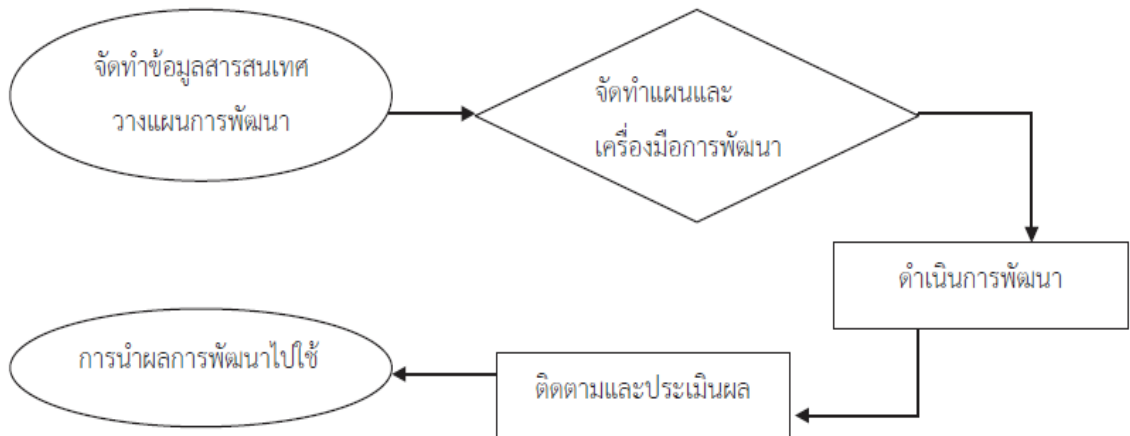 จัดทำข้อมูลสารสนเทศ
วางแผนการพัฒนา
จัดทำแผนและ
เครื่องมือการพัฒนา
ดำเนินการพัฒนา
การนำผลการพัฒนาไปใช้
ติดตามและประเมินผล